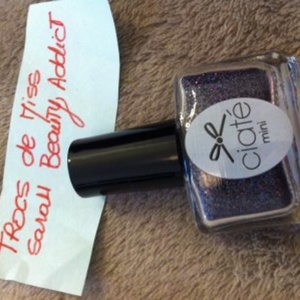 TROCS
de Miss
Sarah Beauty Addict
ciaté
mini